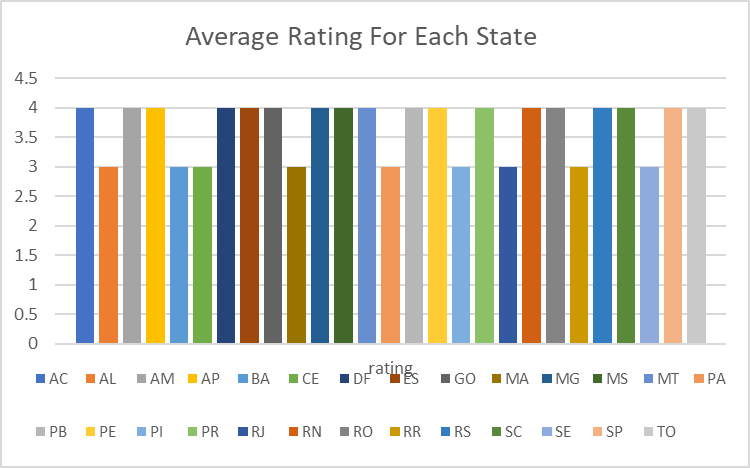 Average Rating For Each State
4.5
4
3.5
3
2.5
2
1.5
1
0.5
0
rating
AC AL AM AP BA CE DF ES GO MA MG MS MT PA
PB PE PI PR RJ RN RO RR RS SC SE SP TO